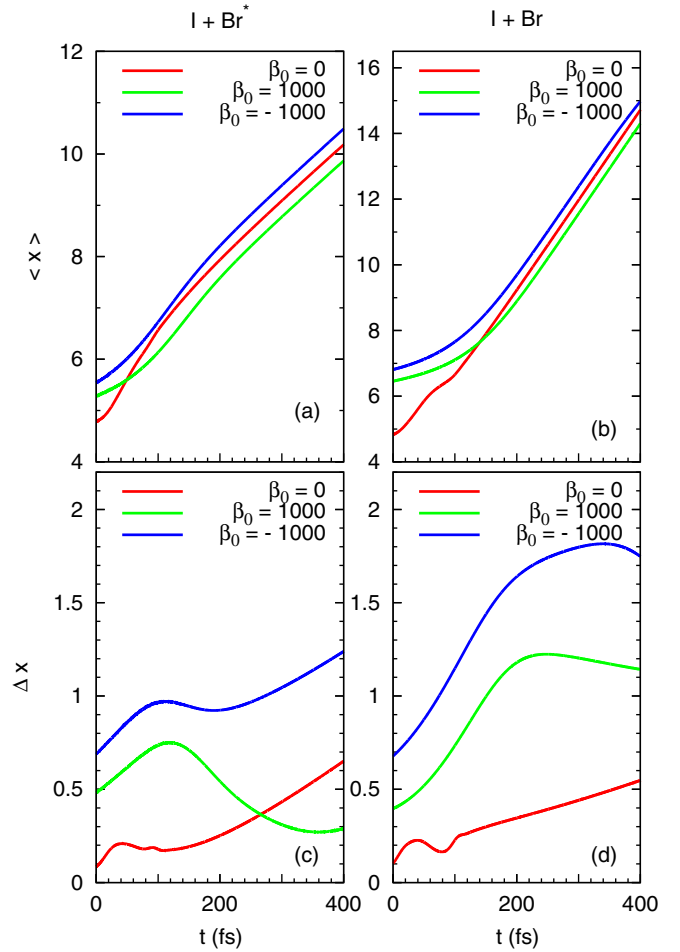 I + Br*
I + Br
12
10
8
6
4
< x >
β₀ = 0
β₀ = 1000
β₀ = - 1000
(a)
16
14
12
10
8
6
4
β₀ = 0
β₀ = 1000
β₀ = - 1000
(b)
2
1.5
1
0.5
0
Δ x
β₀ = 0
β₀ = 1000
β₀ = - 1000
(c)
0
200
400
t (fs)
2
1.5
1
0.5
0
β₀ = 0
β₀ = 1000
β₀ = - 1000
(d)
0
200
400
t (fs)